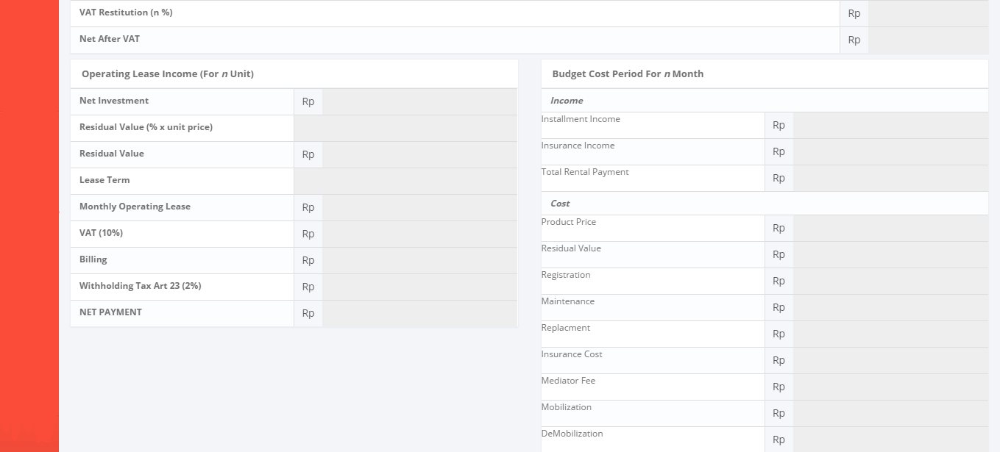 VAT Restitution (n %) Rp
Net After VAT Rp
Operating Lease Income (For n Unit)
Net Investment Rp
Residual Value (% x unit price)
Residual Value Rp
Lease Term
Monthly Operating Lease Rp
VAT (10%) Rp
Billing Rp
Withholding Tax Art 23 (2%) Rp
NET PAYMENT Rp
Budget Cost Period For n Month
Income
Installment Income Rp
Insurance Income Rp
Total Rental Payment Rp
Cost
Product Price Rp
Residual Value Rp
Registration Rp
Maintenance Rp
Replacment Rp
Insurance Cost Rp
Mediator Fee Rp
Mobilization Rp
DeMobilization Rp